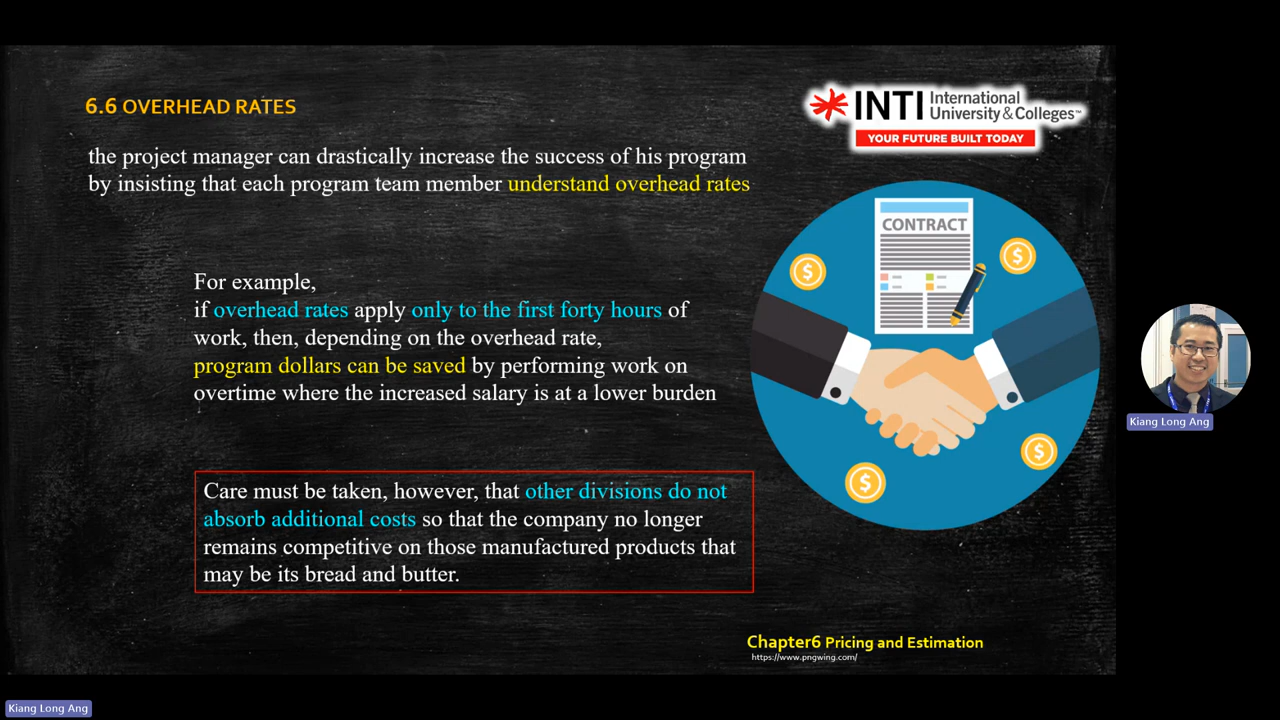 6.6 OVERHEAD RATES
INTI International
University & Colleges™
YOUR FUTURE BUILT TODAY
the project manager can drastically increase the success of his program
by insisting that each program team member understand overhead rates
CONTRACT
For example,
if overhead rates apply only to the first forty hours of
work, then, depending on the overhead rate,
program dollars can be saved by performing work on
overtime where the increased salary is at a lower burden
$
$
$
$
Kiang Long Ang
Care must be taken, however, that other divisions do not
absorb additional costs so that the company no longer
remains competitive on those manufactured products that
may be its bread and butter.
Chapter6 Pricing and Estimation
https://www.pngwing.com/
Kiang Long Ang